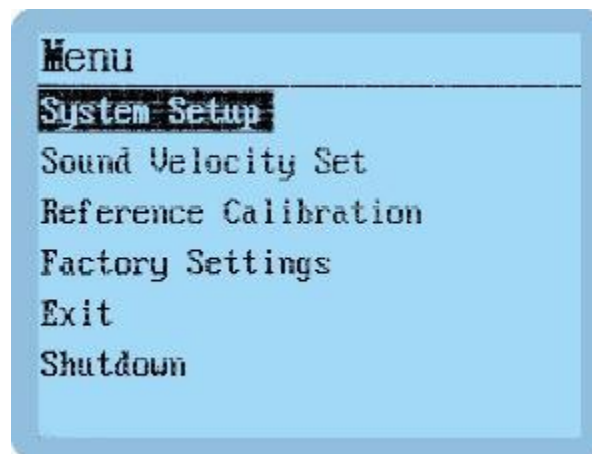 Menu
System Setup
Sound Velocity Set
Reference Calibration
Factory Settings
Exit
Shutdown